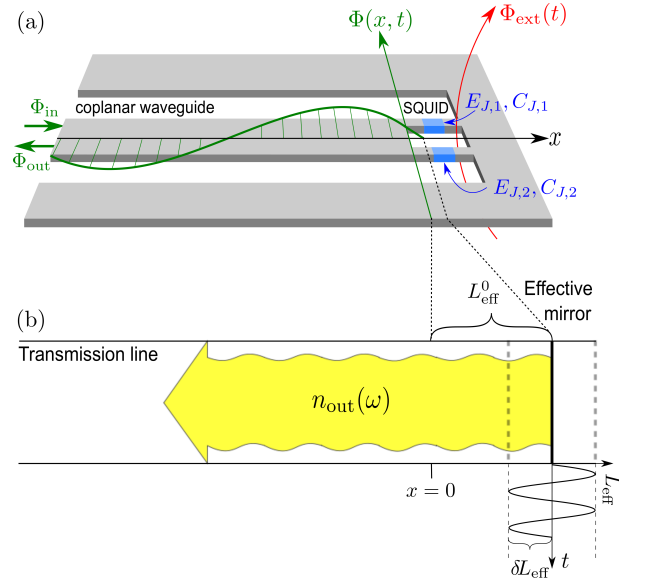 (a)
Φ(x, t)
Φ_ext(t)
Φ_in
coplanar waveguide
SQUID
E_{J,1}, C_{J,1}
x
Φ_out
E_{J,2}, C_{J,2}
L^0_eff
Effective
mirror
(b)
Transmission line
n_out(ω)
x = 0
L_eff
δL_eff
t